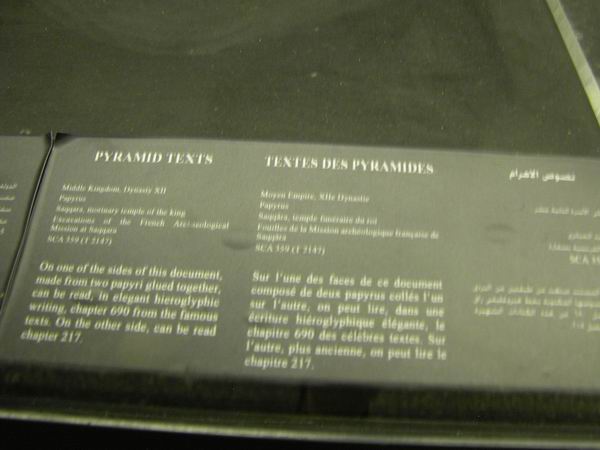 PYRAMID TEXTS
Middle Kingdom, Dynasty XII
Papyrus
Saqqara, mortuary temple of the king
Excavations of the French Archaeological
Mission at Saqqara
SCA 359 (T 2147)
On one of the sides of this document,
made from two papyri glued together,
can be read, in elegant hieroglyphic
writing, chapter 690 from the famous
texts. On the other side, can be read
chapter 217.
TEXTES DES PYRAMIDES
Moyen Empire, XIIe Dynastie
Papyrus
Saqqara, temple funéraire du roi
Fouilles de la Mission archéologique française de
Saqqara
SCA 359 (T 2147)
Sur l'une des faces de ce document
composé de deux papyrus collés l'un
sur l'autre, on peut lire, dans une
écriture hiéroglyphique élégante, le
chapitre 690 des célèbres textes. Sur
l'autre, plus ancienne, on peut lire le
chapitre 217.
نصوص الأهرام